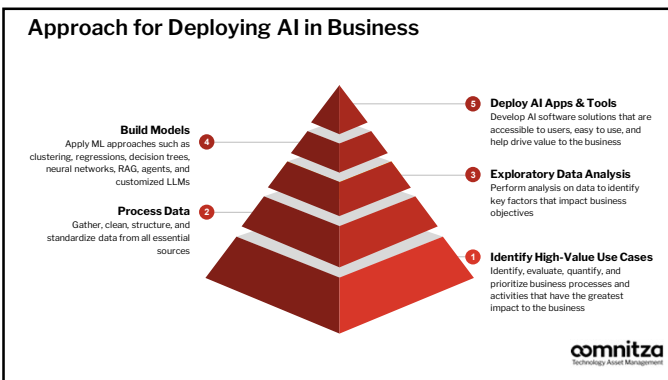 Approach for Deploying AI in Business
5
Deploy AI Apps & Tools
Develop AI software solutions that are
accessible to users, easy to use, and
help drive value to the business
Build Models
4
Apply ML approaches such as
clustering, regressions, decision trees,
neural networks, RAG, agents, and
customized LLMs
3
Exploratory Data Analysis
Perform analysis on data to identify
key factors that impact business
objectives
Process Data
2
Gather, clean, structure, and
standardize data from all essential
sources
1
Identify High-Value Use Cases
Identify, evaluate, quantify, and
prioritize business processes and
activities that have the greatest
impact to the business
oomnitza
Technology Asset Management